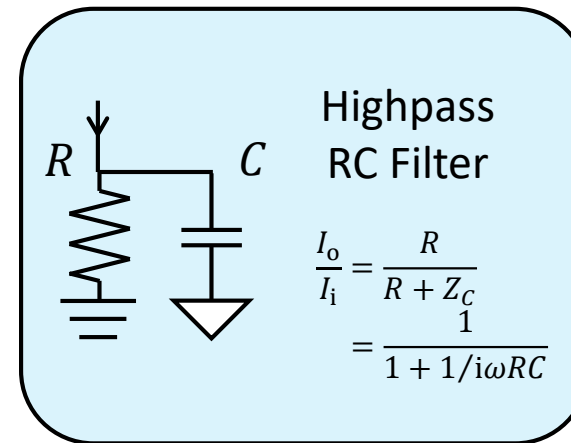 R
C
Highpass
RC Filter
I_o/I_i = R/(R + Z_C)
= 1/(1 + 1/iωRC)